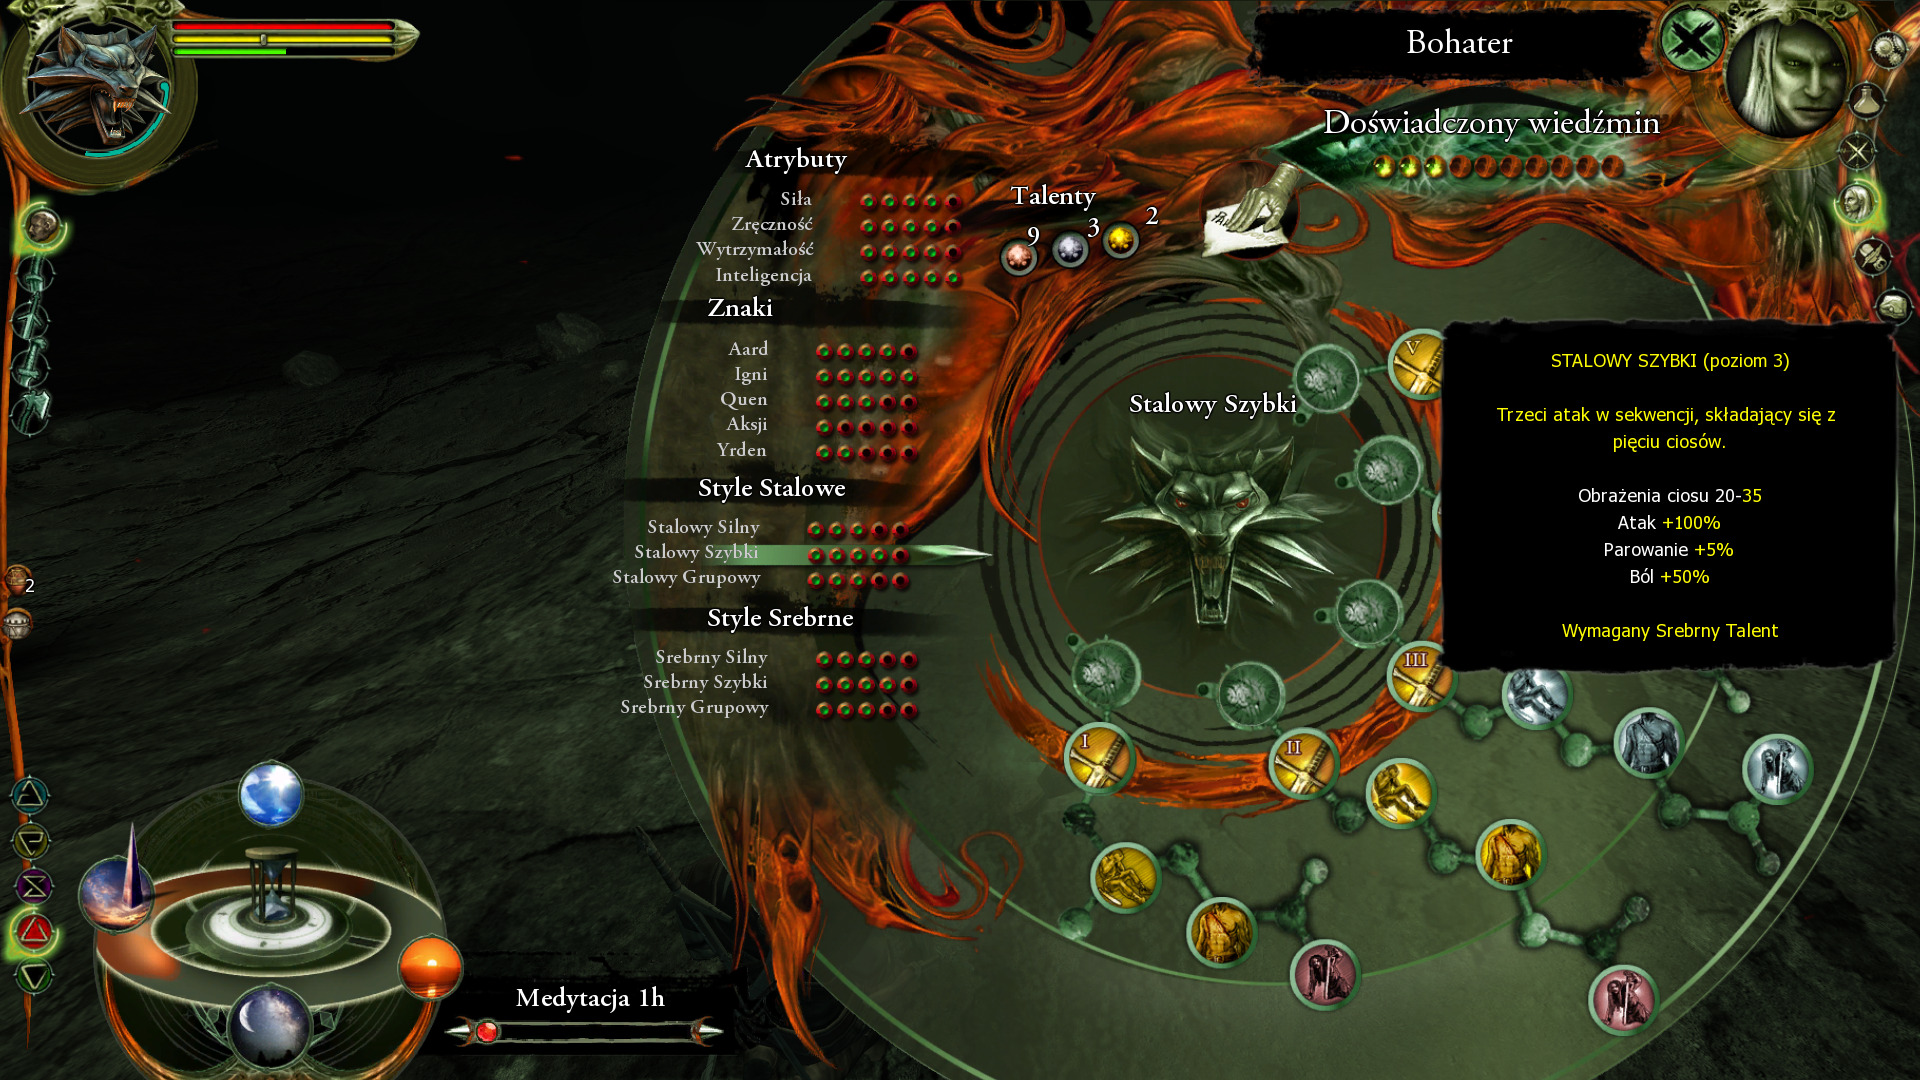 Bohater
Doświadczony wiedźmin
Atrybuty
Siła
Zręczność
Wytrzymałość
Inteligencja
Talenty
9
3
2
Znaki
Aard
Igni
Quen
Aksji
Yrden
Style Stalowe
Stalowy Silny
Stalowy Szybki
Stalowy Grupowy
Style Srebrne
Srebrny Silny
Srebrny Szybki
Srebrny Grupowy
Stalowy Szybki
V
III
I
II
STALOWY SZYBKI (poziom 3)
Trzeci atak w sekwencji, składający się z
pięciu ciosów.
Obrażenia ciosu 20-35
Atak +100%
Parowanie +5%
Ból +50%
Wymagany Srebrny Talent
2
Medytacja 1h